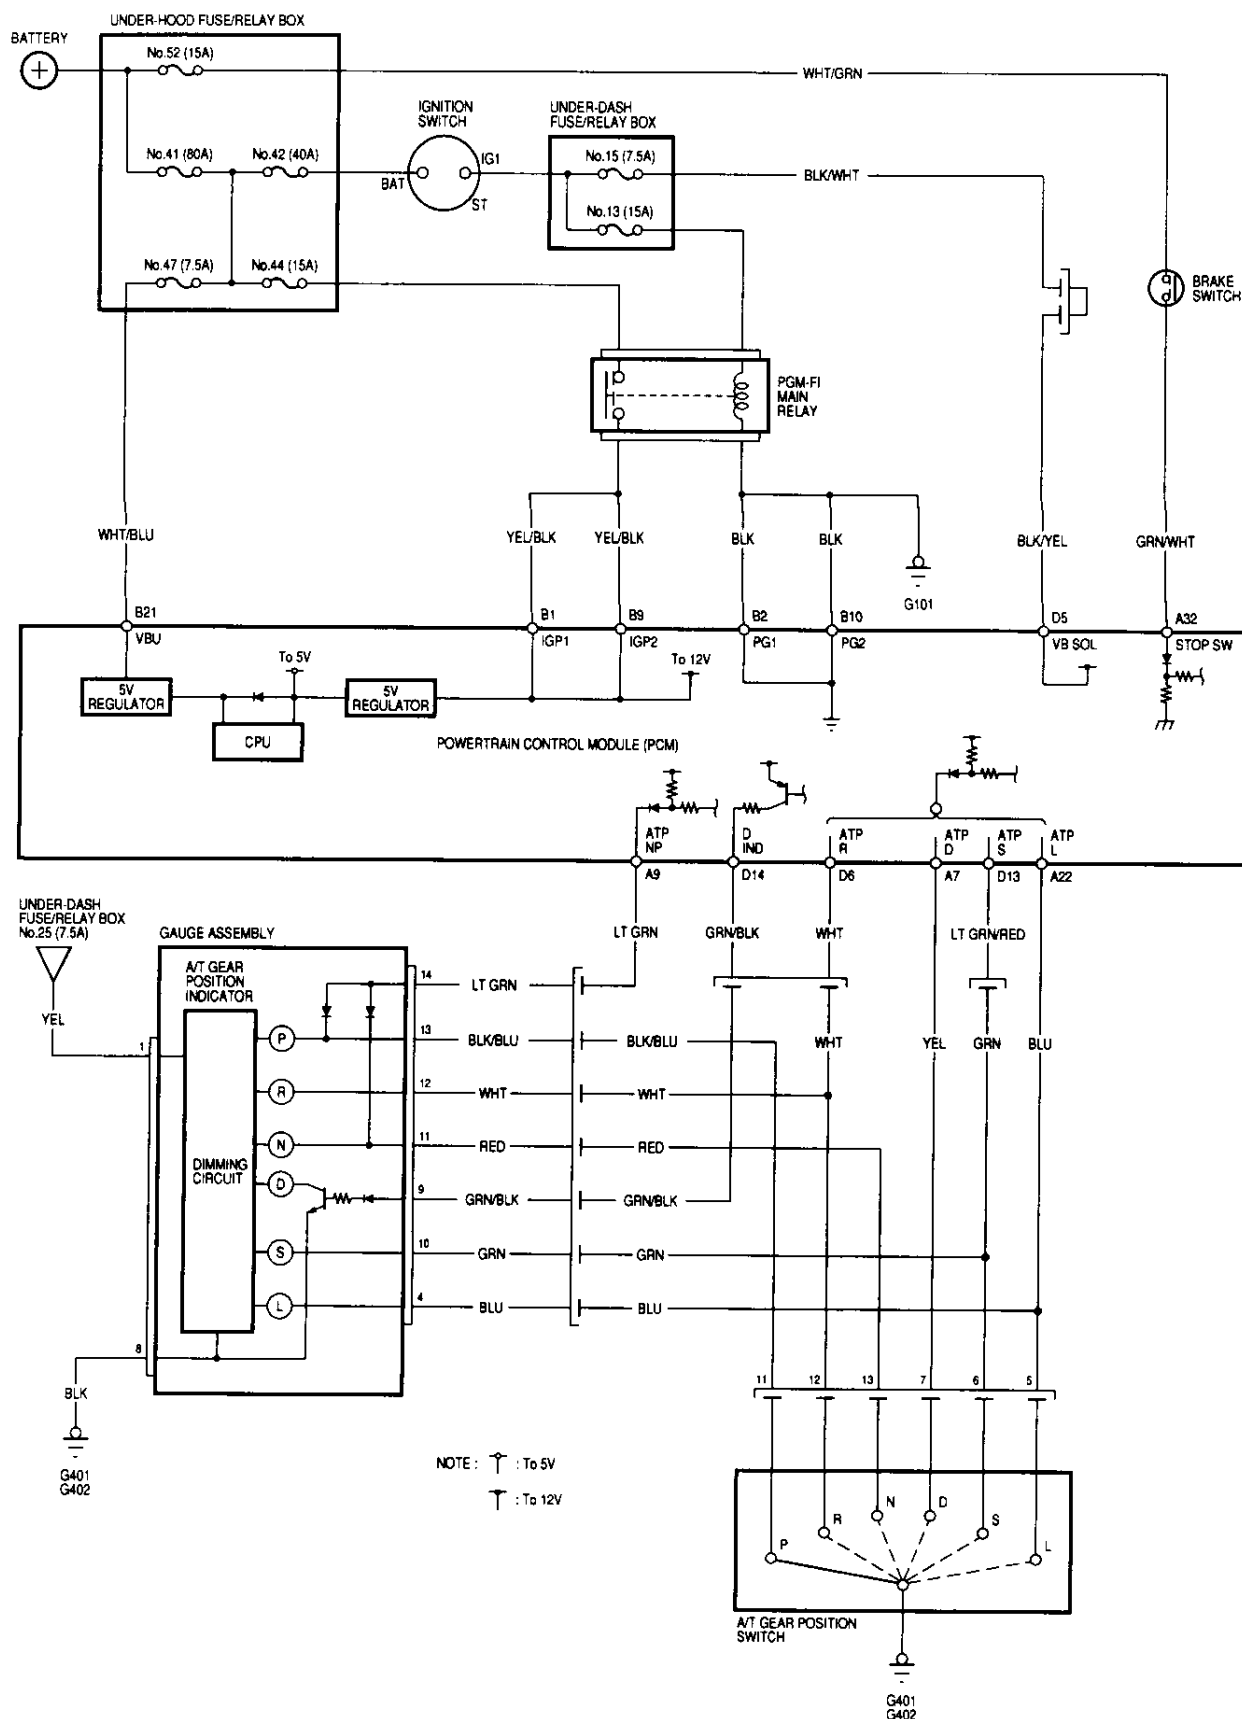 UNDER-HOOD FUSE/RELAY BOX
BATTERY
No.52 (15A)
WHT/GRN
IGNITION
SWITCH
UNDER-DASH
FUSE/RELAY BOX
No.41 (80A)
No.42 (40A)
BAT
IG1
ST
No.15 (7.5A)
BLK/WHT
No.13 (15A)
No.47 (7.5A)
No.44 (15A)
BRAKE
SWITCH
PGM-FI
MAIN
RELAY
WHT/BLU
YEL/BLK
YEL/BLK
BLK
BLK
BLK/YEL
GRN/WHT
G101
B21
B1
B9
B2
B10
D5
A32
VBU
IGP1
IGP2
PG1
PG2
VB SOL
STOP SW
To 5V
To 12V
5V
REGULATOR
5V
REGULATOR
CPU
POWERTRAIN CONTROL MODULE (PCM)
ATP
NP
D
IND
ATP
R
ATP
D
ATP
S
ATP
L
A9
D14
D6
A7
D13
A22
UNDER-DASH
FUSE/RELAY BOX
No.25 (7.5A)
GAUGE ASSEMBLY
LT GRN
GRN/BLK
WHT
LT GRN/RED
A/T GEAR
POSITION
INDICATOR
14
LT GRN
YEL
1
P
13
BLK/BLU
BLK/BLU
WHT
YEL
GRN
BLU
R
12
WHT
WHT
N
11
RED
RED
DIMMING
CIRCUIT
D
9
GRN/BLK
GRN/BLK
S
10
GRN
GRN
L
4
BLU
BLU
8
BLK
G401
G402
11
12
13
7
6
5
NOTE :
: To 5V
: To 12V
P
R
N
D
S
L
A/T GEAR POSITION
SWITCH
G401
G402